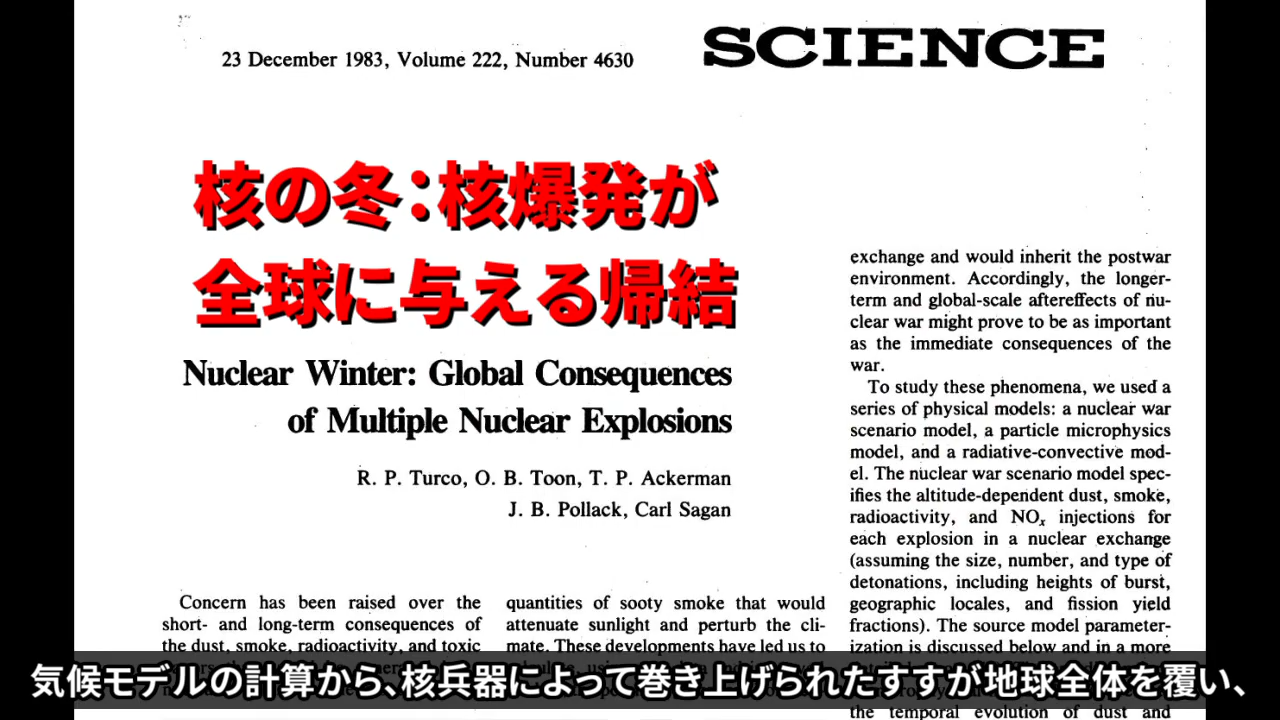 23 December 1983, Volume 222, Number 4630
SCIENCE
核の冬：核爆発が
全球に与える帰結
Nuclear Winter: Global Consequences
of Multiple Nuclear Explosions
R. P. Turco, O. B. Toon, T. P. Ackerman
J. B. Pollack, Carl Sagan
Concern has been raised over the
short- and long-term consequences of
the dust, smoke, radioactivity, and toxic
quantities of sooty smoke that would
attenuate sunlight and perturb the cli-
mate. These developments have led us to
exchange and would inherit the postwar
environment. Accordingly, the longer-
term and global-scale aftereffects of nu-
clear war might prove to be as important
as the immediate consequences of the
war.
To study these phenomena, we used a
series of physical models: a nuclear war
scenario model, a particle microphysics
model, and a radiative-convective mod-
el. The nuclear war scenario model spec-
ifies the altitude-dependent dust, smoke,
radioactivity, and NOx injections for
each explosion in a nuclear exchange
(assuming the size, number, and type of
detonations, including heights of burst,
geographic locales, and fission yield
fractions). The source model parameter-
ization is discussed below and in a more
the temporal evolution of dust and
気候モデルの計算から、核兵器によって巻き上げられたすすが地球全体を覆い、